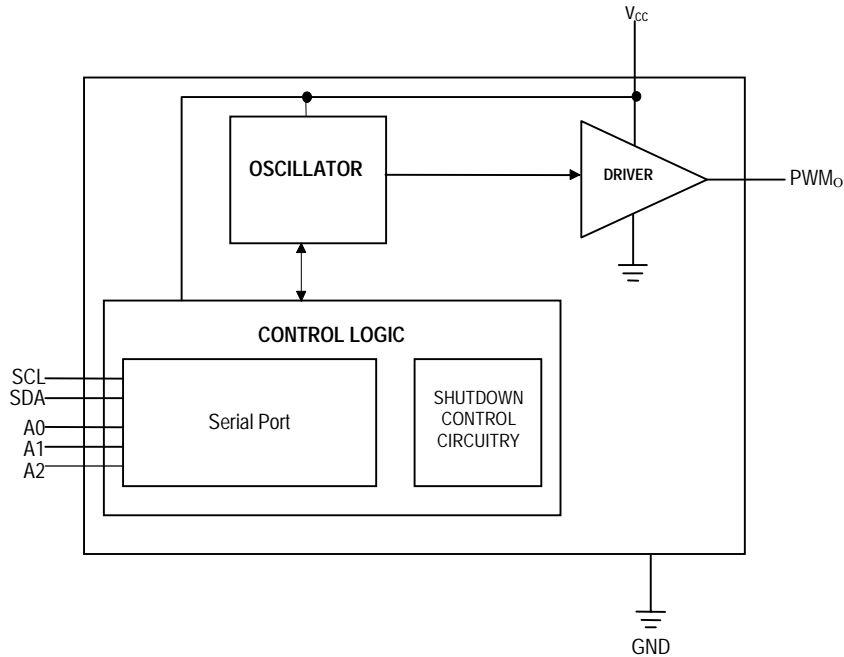 VCC
OSCILLATOR
DRIVER
PWMO
CONTROL LOGIC
SCL
SDA
A0
A1
A2
Serial Port
SHUTDOWN
CONTROL
CIRCUITRY
GND